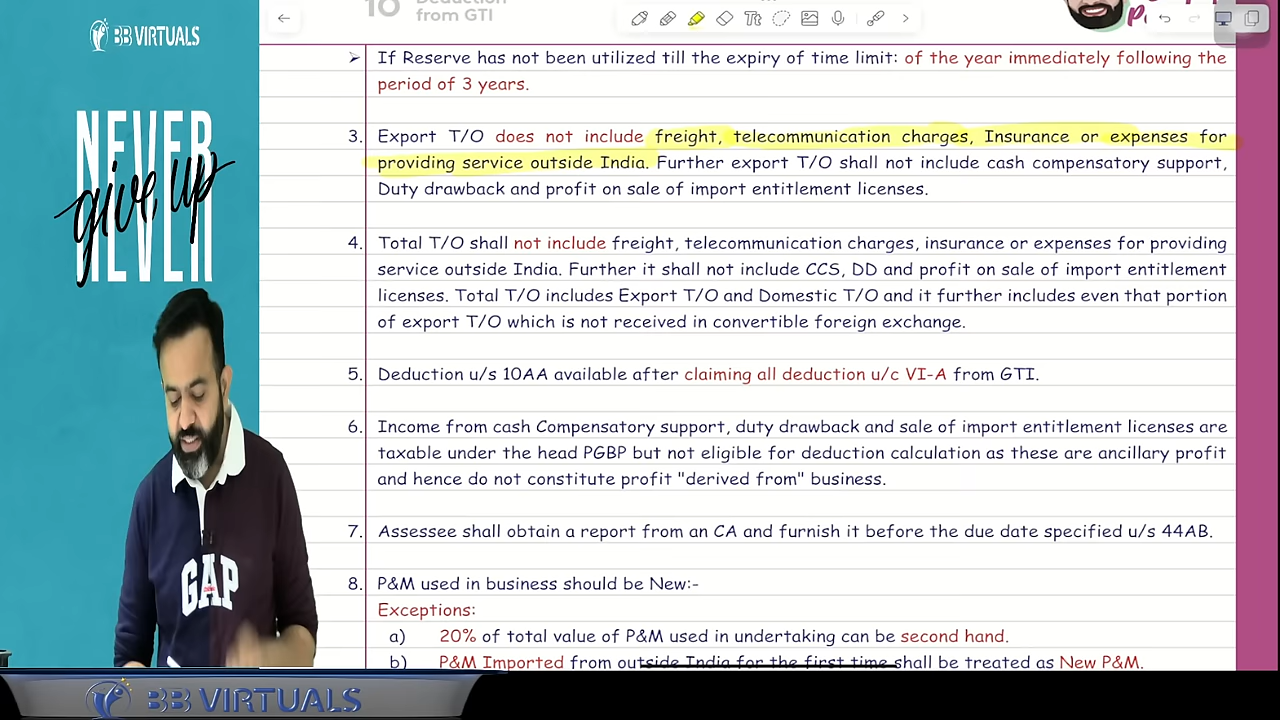 BB VIRTUALS
NEVER
give up
NEVER
GAP
10 Deduction
from GTI
Tt
➢ If Reserve has not been utilized till the expiry of time limit: of the year immediately following the
period of 3 years.
3. Export T/O does not include freight, telecommunication charges, Insurance or expenses for
providing service outside India. Further export T/O shall not include cash compensatory support,
Duty drawback and profit on sale of import entitlement licenses.
4. Total T/O shall not include freight, telecommunication charges, insurance or expenses for providing
service outside India. Further it shall not include CCS, DD and profit on sale of import entitlement
licenses. Total T/O includes Export T/O and Domestic T/O and it further includes even that portion
of export T/O which is not received in convertible foreign exchange.
5. Deduction u/s 10AA available after claiming all deduction u/c VI-A from GTI.
6. Income from cash Compensatory support, duty drawback and sale of import entitlement licenses are
taxable under the head PGBP but not eligible for deduction calculation as these are ancillary profit
and hence do not constitute profit "derived from" business.
7. Assessee shall obtain a report from an CA and furnish it before the due date specified u/s 44AB.
8. P&M used in business should be New:-
Exceptions:
a) 20% of total value of P&M used in undertaking can be second hand.
b) P&M Imported from outside India for the first time shall be treated as New P&M.
BB VIRTUALS